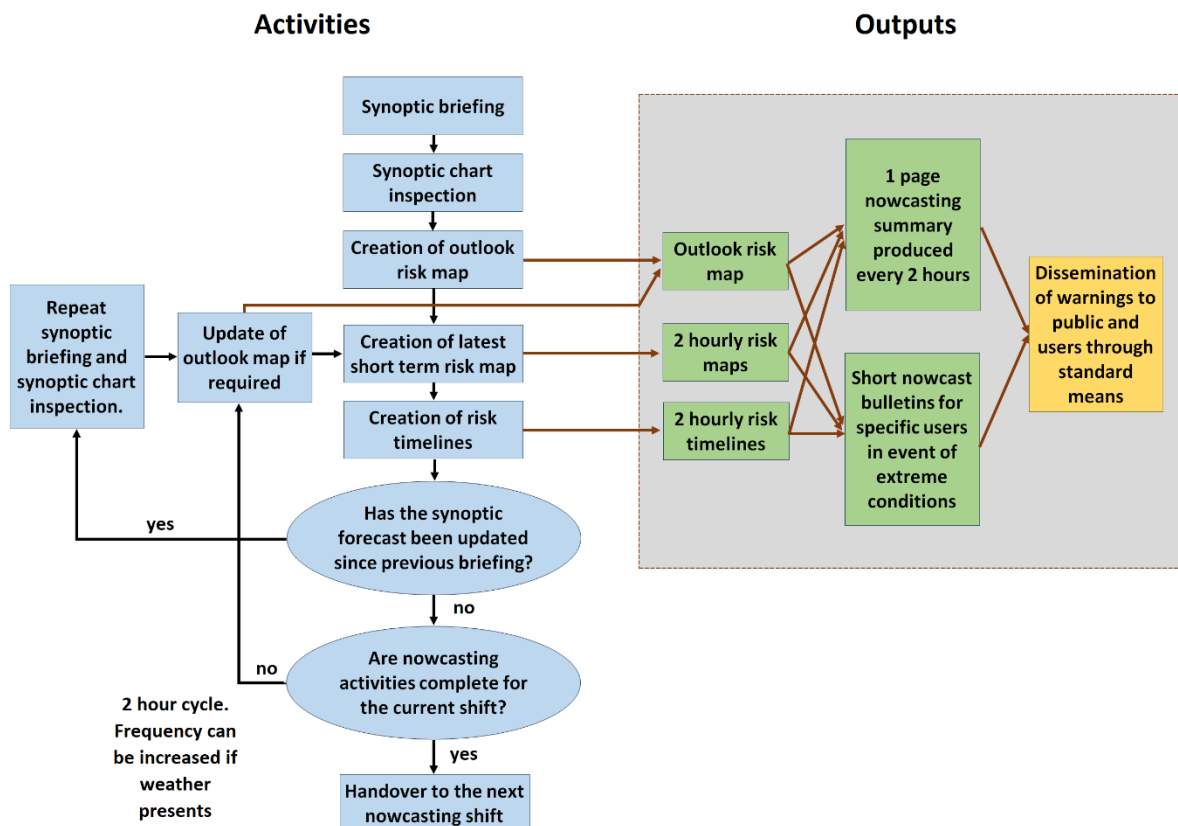 Activities
Outputs
Synoptic briefing
Synoptic chart
inspection
Creation of outlook
risk map
Repeat
synoptic
briefing and
synoptic chart
inspection.
Update of
outlook map if
required
Creation of latest
short term risk map
Creation of risk
timelines
Has the synoptic
forecast been updated
since previous briefing?
yes
no
Are nowcasting
activities complete for
the current shift?
no
yes
2 hour cycle.
Frequency can
be increased if
weather
presents
Handover to the next
nowcasting shift
Outlook risk
map
2 hourly risk
maps
2 hourly risk
timelines
1 page
nowcasting
summary
produced
every 2 hours
Short nowcast
bulletins for
specific users
in event of
extreme
conditions
Dissemination
of warnings to
public and
users through
standard
means